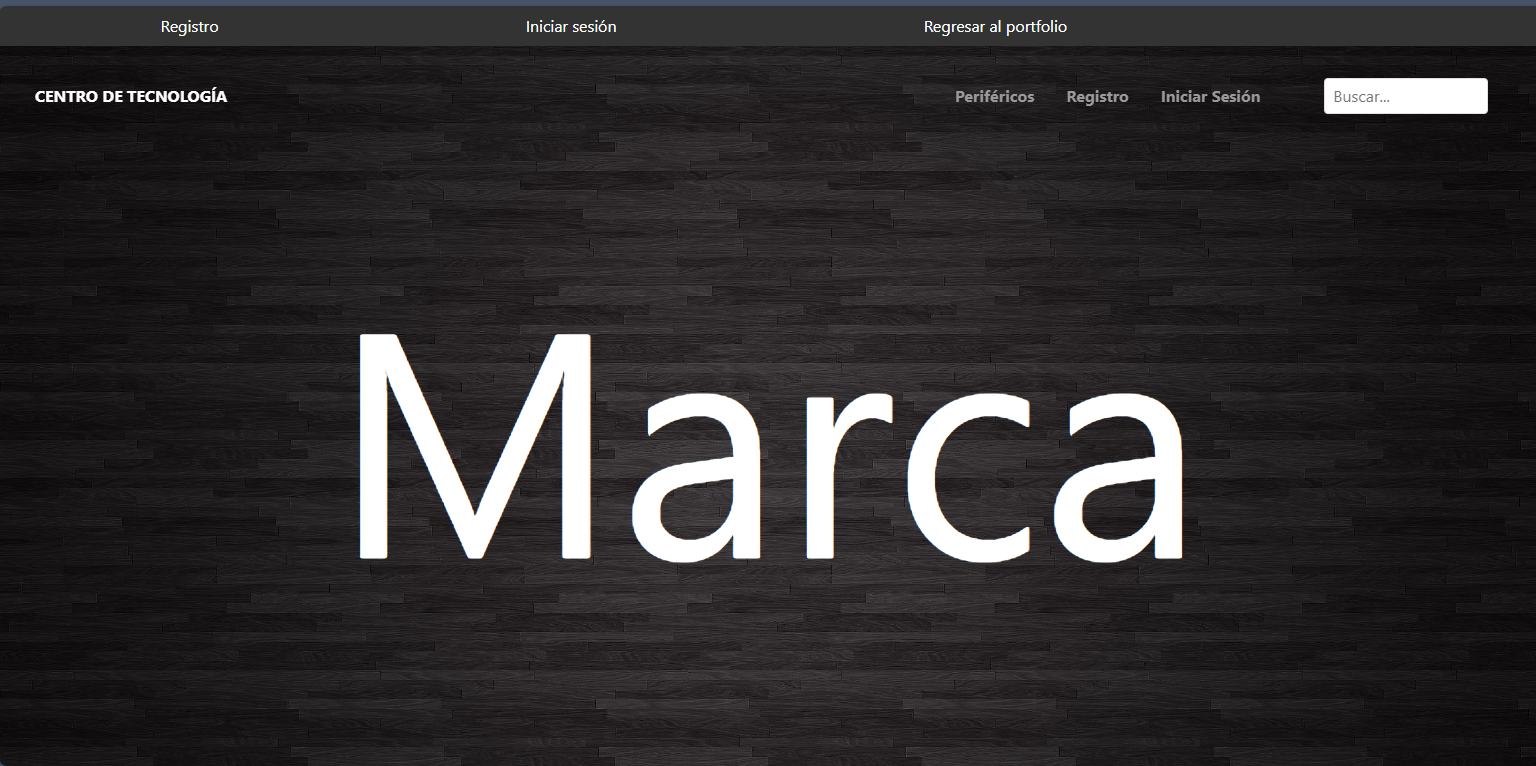 Registro Iniciar sesión Regresar al portfolio
CENTRO DE TECNOLOGÍA Periféricos Registro Iniciar Sesión Buscar...
Marca